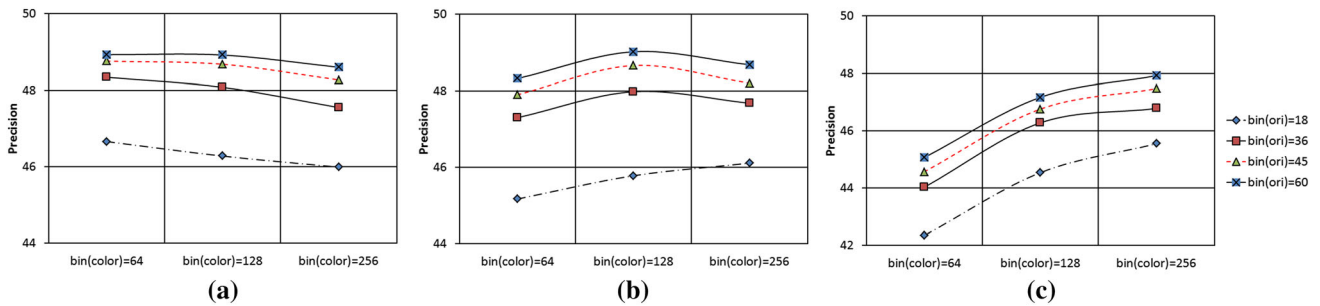 50
48
46
44
Precision
bin(color)=64 bin(color)=128 bin(color)=256
(a)
50
48
46
44
Precision
bin(color)=64 bin(color)=128 bin(color)=256
(b)
50
48
46
44
42
Precision
bin(color)=64 bin(color)=128 bin(color)=256
(c)
bin(ori)=18
bin(ori)=36
bin(ori)=45
bin(ori)=60